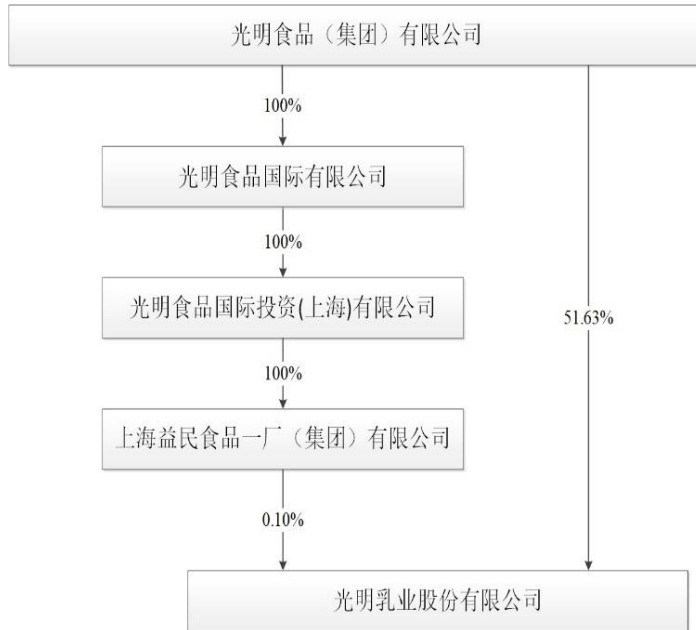 光明食品（集团）有限公司
100%
光明食品国际有限公司
100%
光明食品国际投资(上海)有限公司
51.63%
100%
上海益民食品一厂（集团）有限公司
0.10%
光明乳业股份有限公司